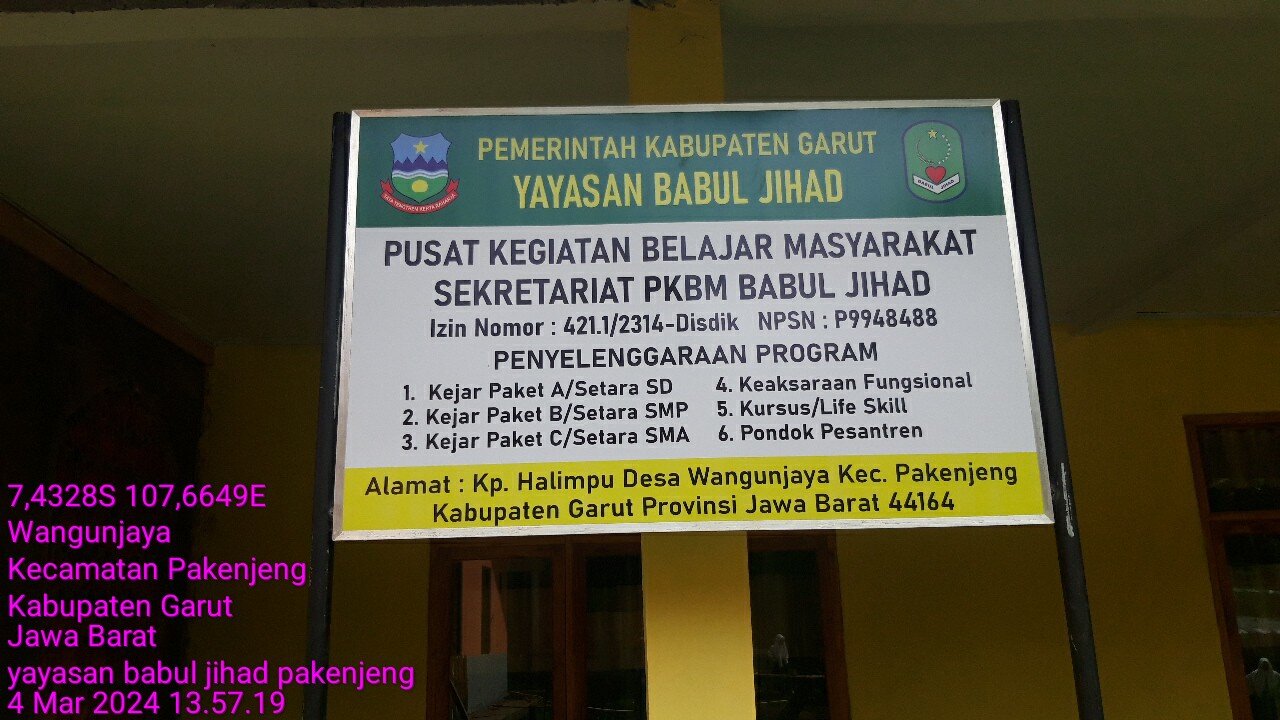 PEMERINTAH KABUPATEN GARUT
YAYASAN BABUL JIHAD
BABUL JIHAD
PUSAT KEGIATAN BELAJAR MASYARAKAT
SEKRETARIAT PKBM BABUL JIHAD
Izin Nomor : 421.1/2314-Disdik NPSN : P9948488
PENYELENGGARAAN PROGRAM
1. Kejar Paket A/Setara SD
2. Kejar Paket B/Setara SMP
3. Kejar Paket C/Setara SMA
4. Keaksaraan Fungsional
5. Kursus/Life Skill
6. Pondok Pesantren
Alamat : Kp. Halimpu Desa Wangunjaya Kec. Pakenjeng
Kabupaten Garut Provinsi Jawa Barat 44164
7,4328S 107,6649E
Wangunjaya
Kecamatan Pakenjeng
Kabupaten Garut
Jawa Barat
yayasan babul jihad pakenjeng
4 Mar 2024 13.57.19